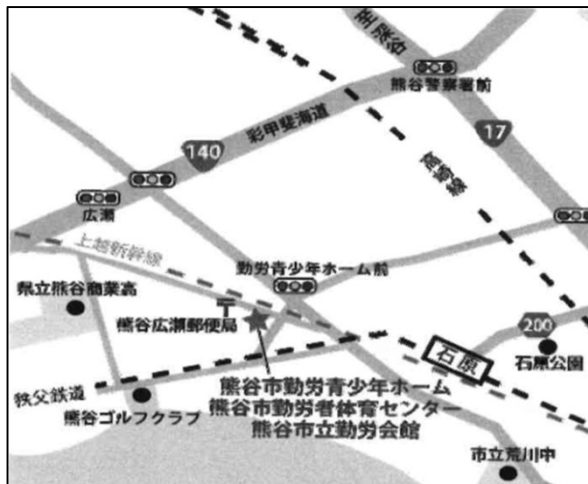 至深谷
熊谷警察署前
17
140
彩甲斐街道
高崎線
広瀬
上越新幹線
勤労青少年ホーム前
県立熊谷商業高
熊谷広瀬郵便局
200
石原
石原公園
秩父鉄道
熊谷ゴルフクラブ
熊谷市勤労青少年ホーム
熊谷市勤労者体育センター
熊谷市立勤労会館
市立荒川中